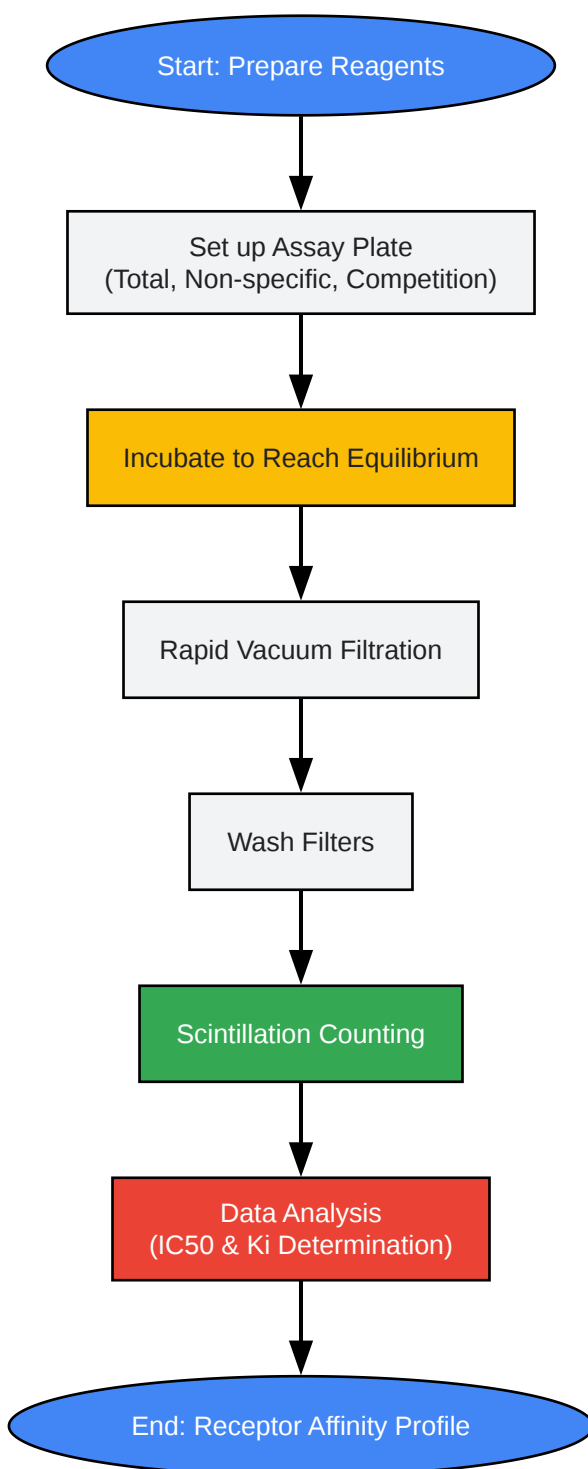 Start: Prepare Reagents
Set up Assay Plate
(Total, Non-specific, Competition)
Incubate to Reach Equilibrium
Rapid Vacuum Filtration
Wash Filters
Scintillation Counting
Data Analysis
(IC50 & Ki Determination)
End: Receptor Affinity Profile